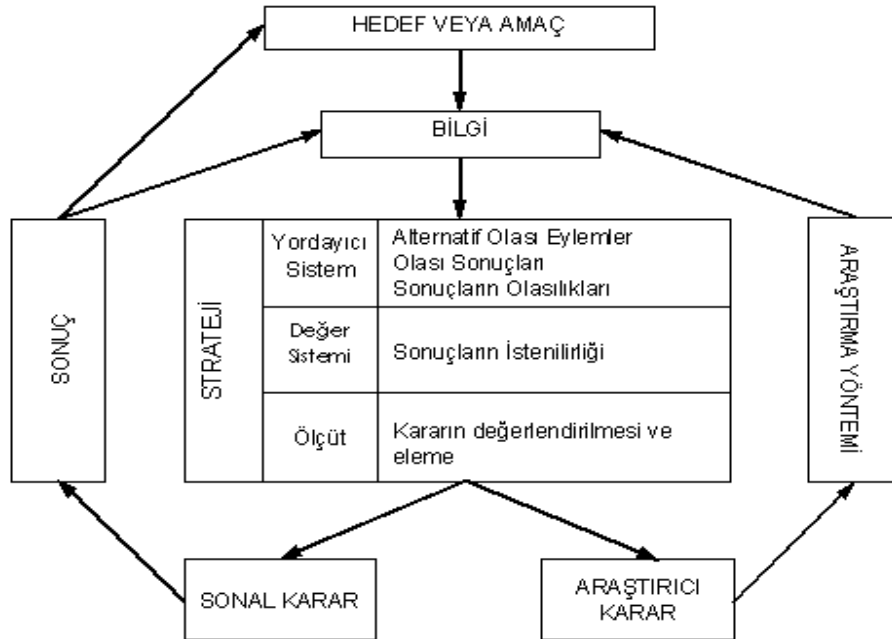 HEDEF VEYA AMAÇ
BİLGİ
SONUÇ
STRATEJİ
Yordayıcı
Sistem
Alternatif Olası Eylemler
Olası Sonuçları
Sonuçların Olasılıkları
Değer
Sistemi
Sonuçların İstenilirliği
Ölçüt
Kararın değerlendirilmesi ve
eleme
ARAŞTIRMA YÖNTEMİ
SONAL KARAR
ARAŞTIRICI
KARAR